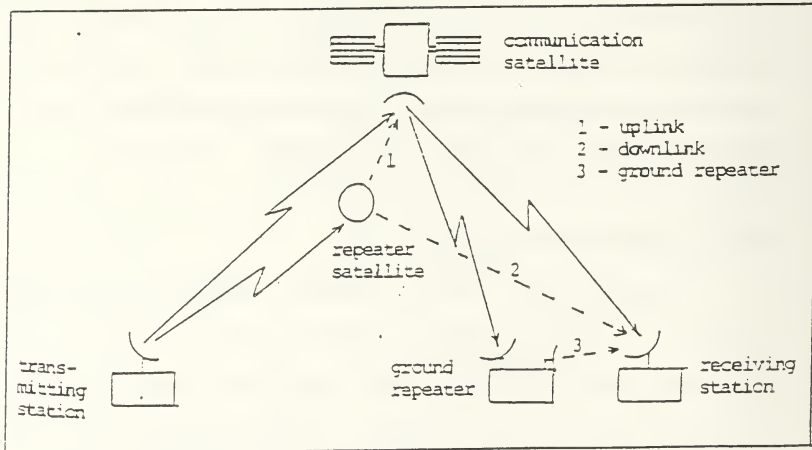 communication
satellite
1 - uplink
2 - downlink
3 - ground repeater
1
repeater
satellite
2
3
trans-
mitting
station
ground
repeater
receiving
station